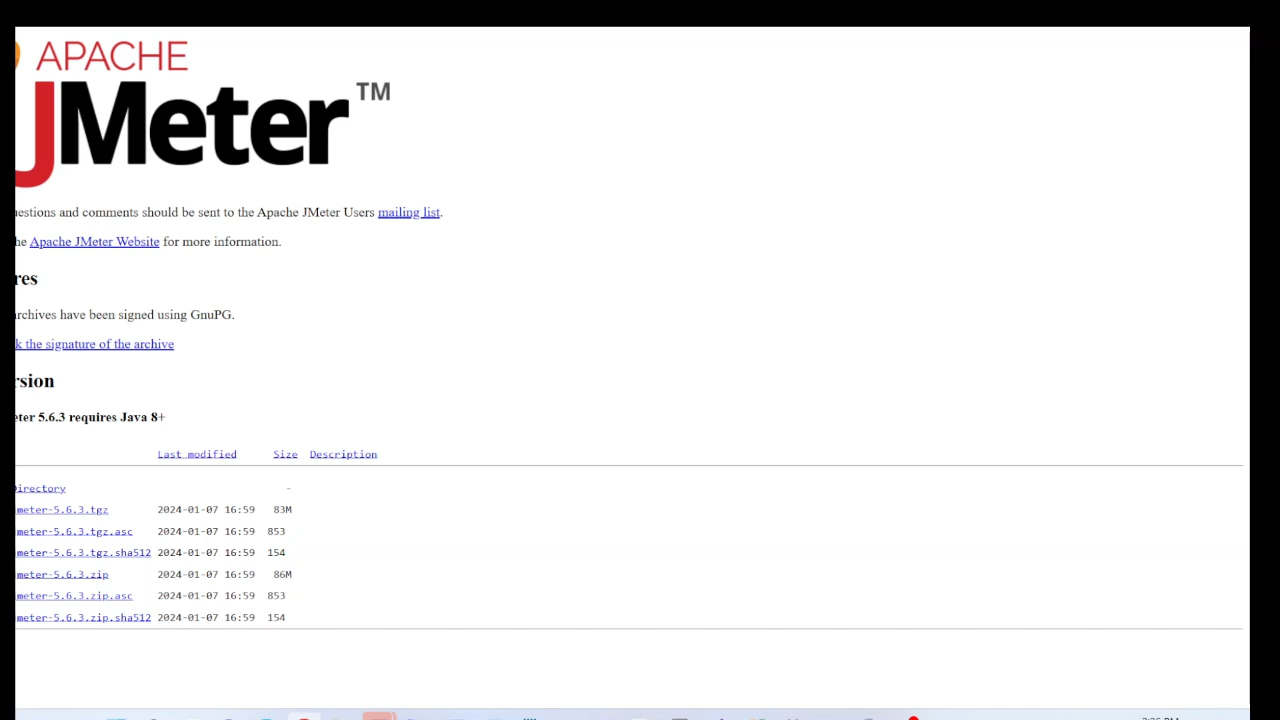 APACHE
JMeter TM
estions and comments should be sent to the Apache JMeter Users mailing list.
he Apache JMeter Website for more information.
res
rchives have been signed using GnuPG.
k the signature of the archive
rsion
eter 5.6.3 requires Java 8+
Last modified Size Description
Directory -
meter-5.6.3.tgz 2024-01-07 16:59 83M
meter-5.6.3.tgz.asc 2024-01-07 16:59 853
meter-5.6.3.tgz.sha512 2024-01-07 16:59 154
meter-5.6.3.zip 2024-01-07 16:59 86M
meter-5.6.3.zip.asc 2024-01-07 16:59 853
meter-5.6.3.zip.sha512 2024-01-07 16:59 154